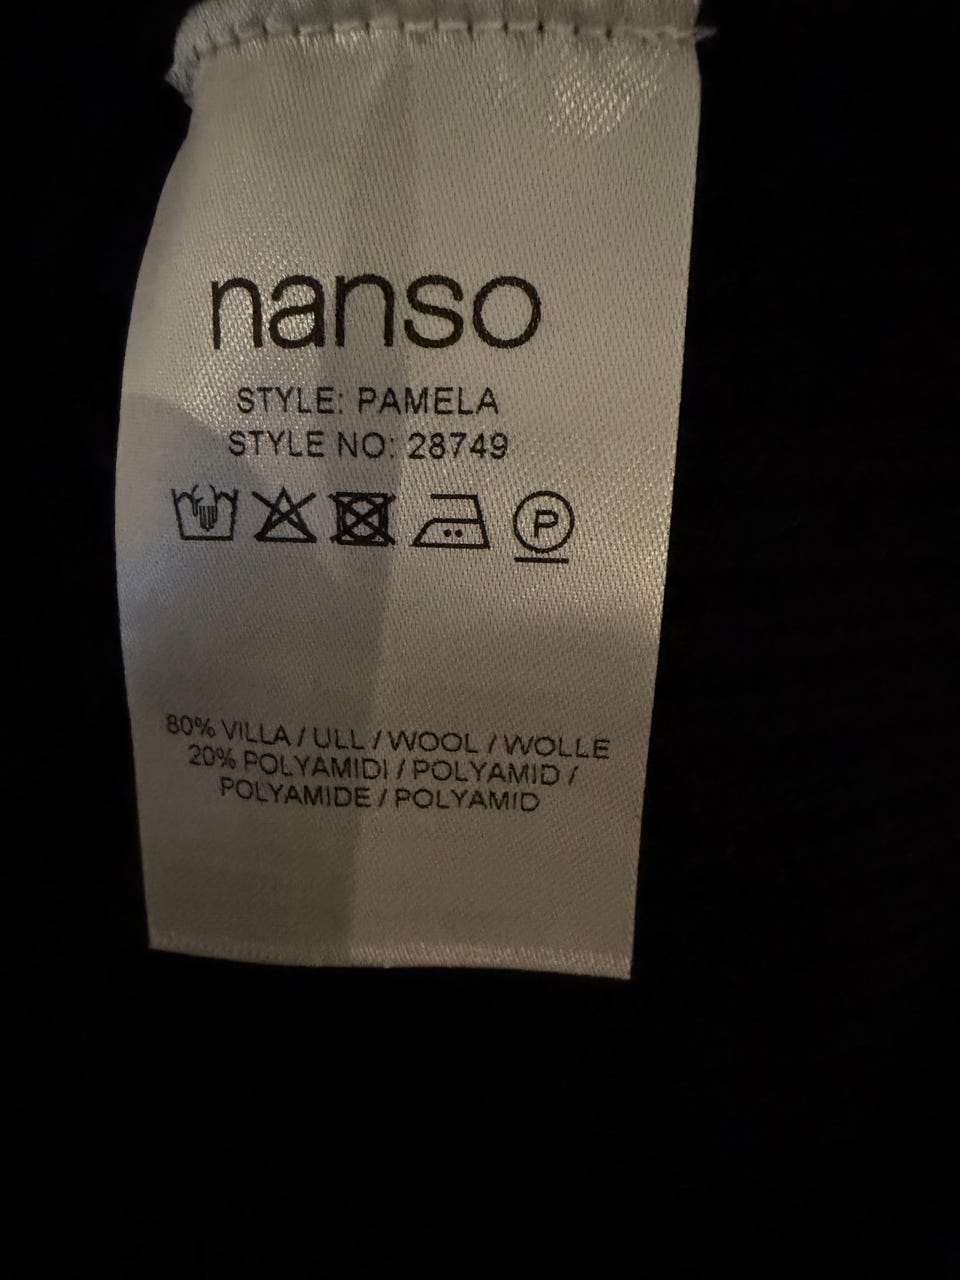 nanso
STYLE: PAMELA
STYLE NO: 28749
P
80% VILLA / ULL / WOOL / WOLLE
20% POLYAMIDI / POLYAMID /
POLYAMIDE / POLYAMID